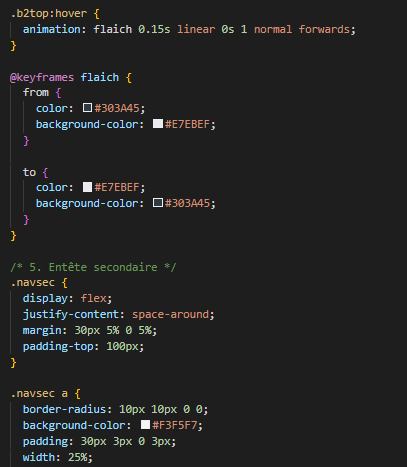 .b2top:hover {
animation: flaich 0.15s linear 0s 1 normal forwards;
}
@keyframes flaich {
from {
color: #303A45;
background-color: #E7EBEF;
}
to {
color: #E7EBEF;
background-color: #303A45;
}
}
/* 5. Entête secondaire */
.navsec {
display: flex;
justify-content: space-around;
margin: 30px 5% 0 5%;
padding-top: 100px;
}
.navsec a {
border-radius: 10px 10px 0 0;
background-color: #F3F5F7;
padding: 30px 3px 0 3px;
width: 25%;